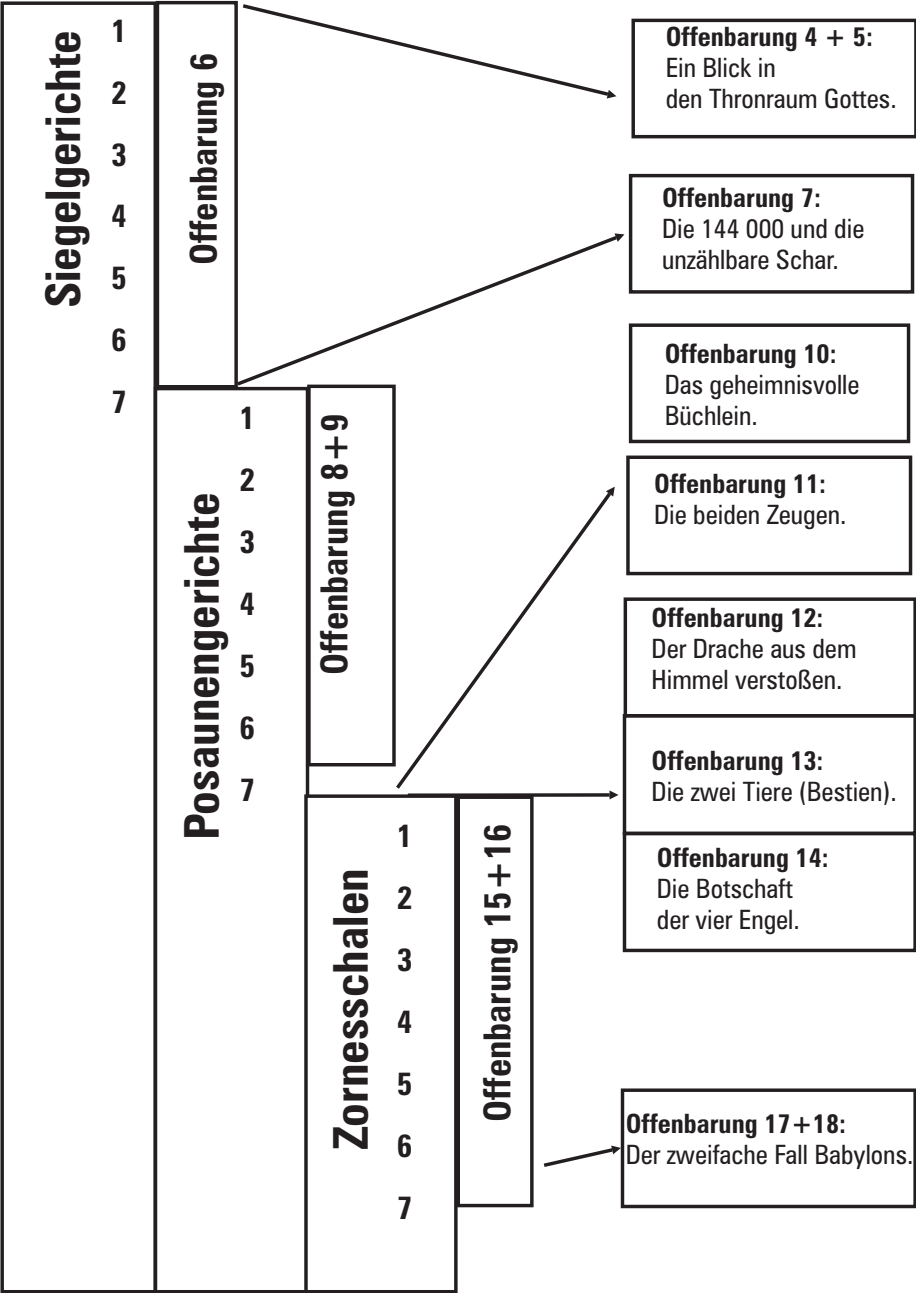 Siegelgerichte
1
2
3
4
5
6
7
Offenbarung 6
Posaunengerichte
1
2
3
4
5
6
7
Offenbarung 8+9
Zornesschalen
1
2
3
4
5
6
7
Offenbarung 15+16
Offenbarung 4 + 5:
Ein Blick in
den Thronraum Gottes.
Offenbarung 7:
Die 144 000 und die
unzählbare Schar.
Offenbarung 10:
Das geheimnisvolle
Büchlein.
Offenbarung 11:
Die beiden Zeugen.
Offenbarung 12:
Der Drache aus dem
Himmel verstoßen.
Offenbarung 13:
Die zwei Tiere (Bestien).
Offenbarung 14:
Die Botschaft
der vier Engel.
Offenbarung 17+18:
Der zweifache Fall Babylons.